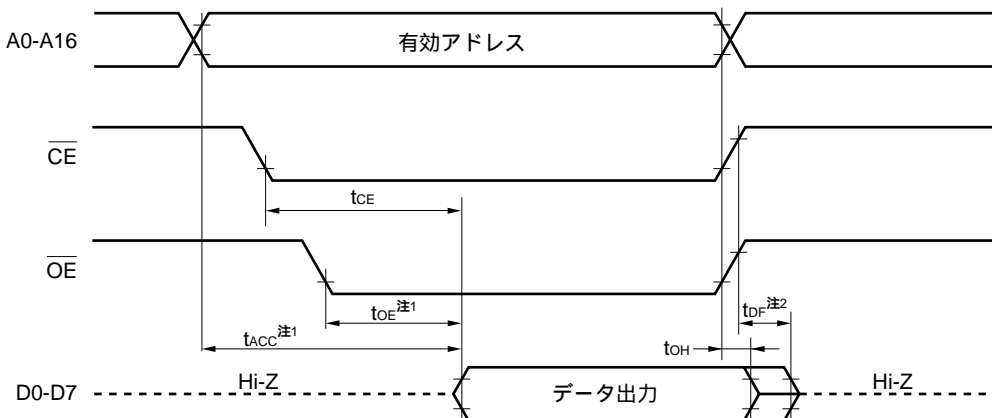 A0-A16
有効アドレス
CE
tCE
OE
tOE注1
tDF注2
tACC注1
tOH
D0-D7
Hi-Z
データ出力
Hi-Z